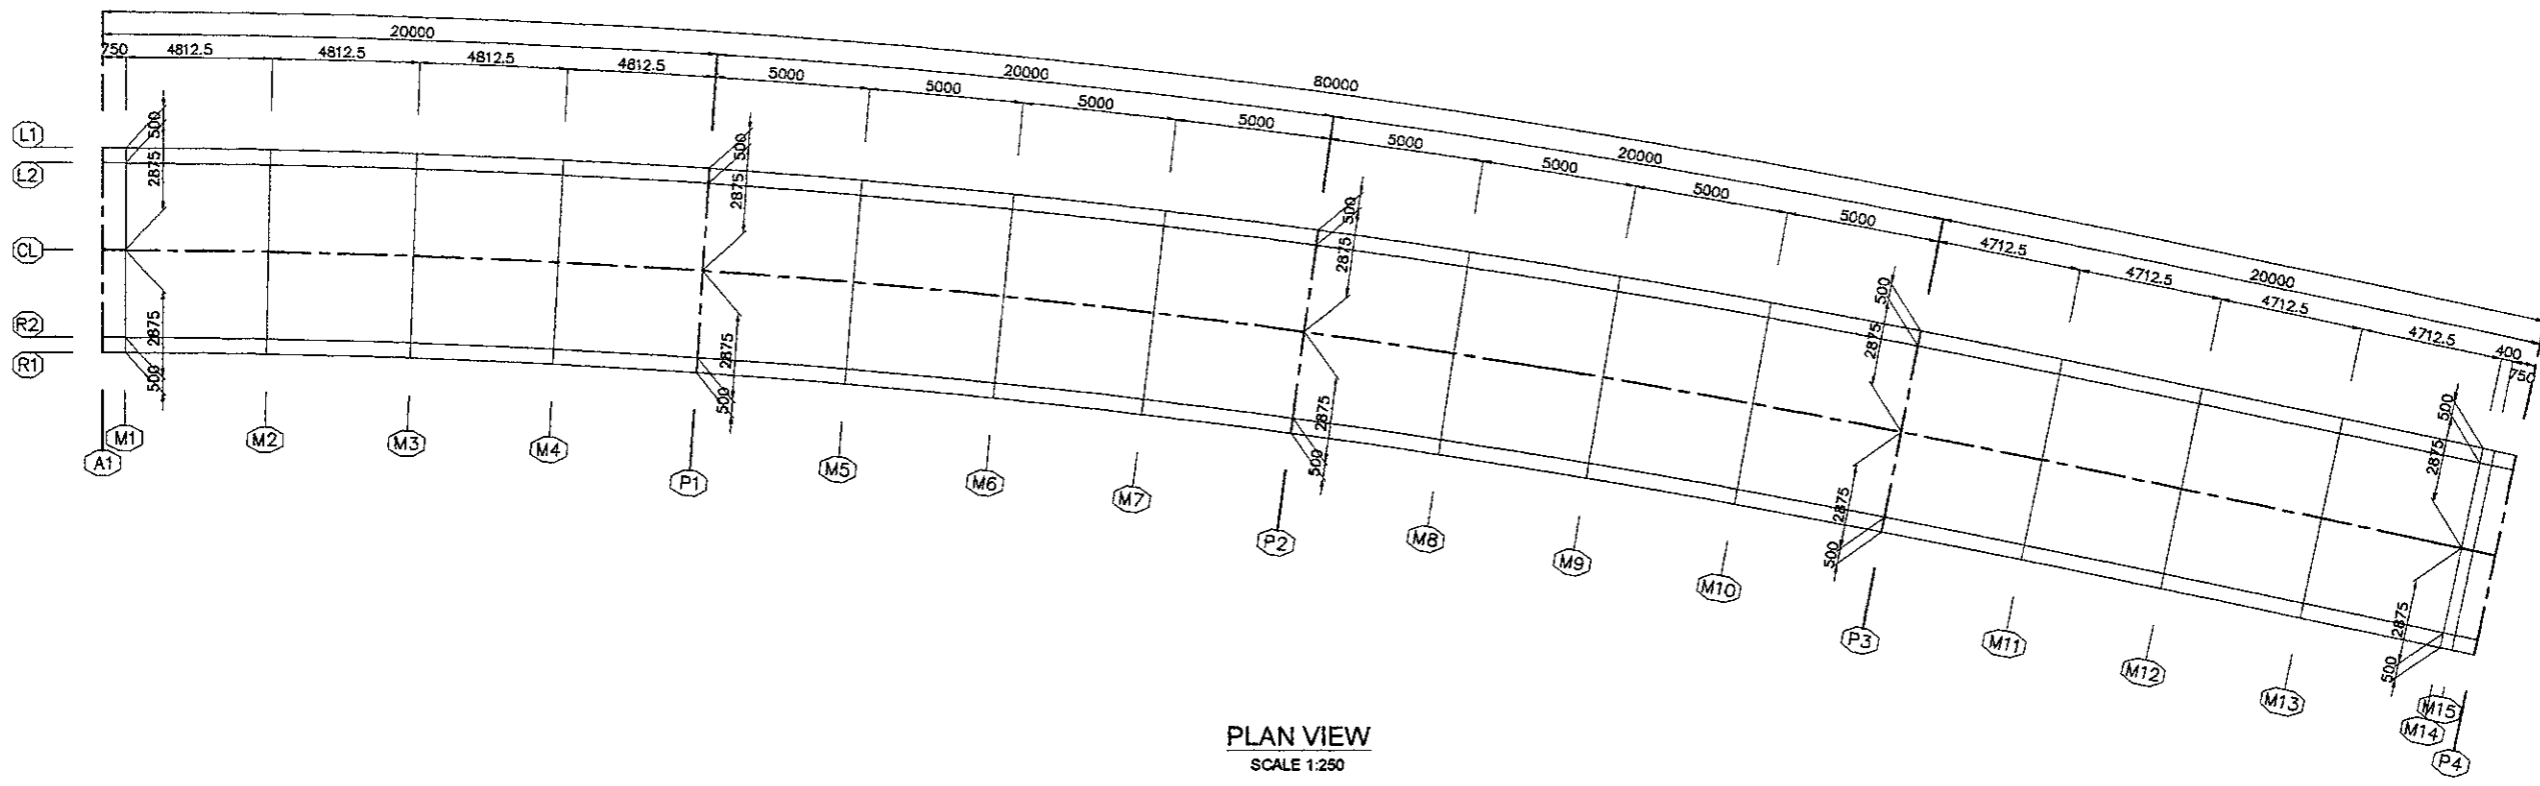 80000
20000
20000
20000
20000
750
4812.5
4812.5
4812.5
4812.5
5000
5000
5000
5000
5000
5000
5000
5000
4712.5
4712.5
4712.5
4712.5
400
750
L1
L2
CL
R2
R1
500
2875
2875
500
500
2875
2875
500
500
2875
2875
500
500
2875
2875
500
500
2875
2875
500
A1
M1
M2
M3
M4
P1
M5
M6
M7
P2
M8
M9
M10
P3
M11
M12
M13
M14
M15
P4
PLAN VIEW
SCALE 1:250